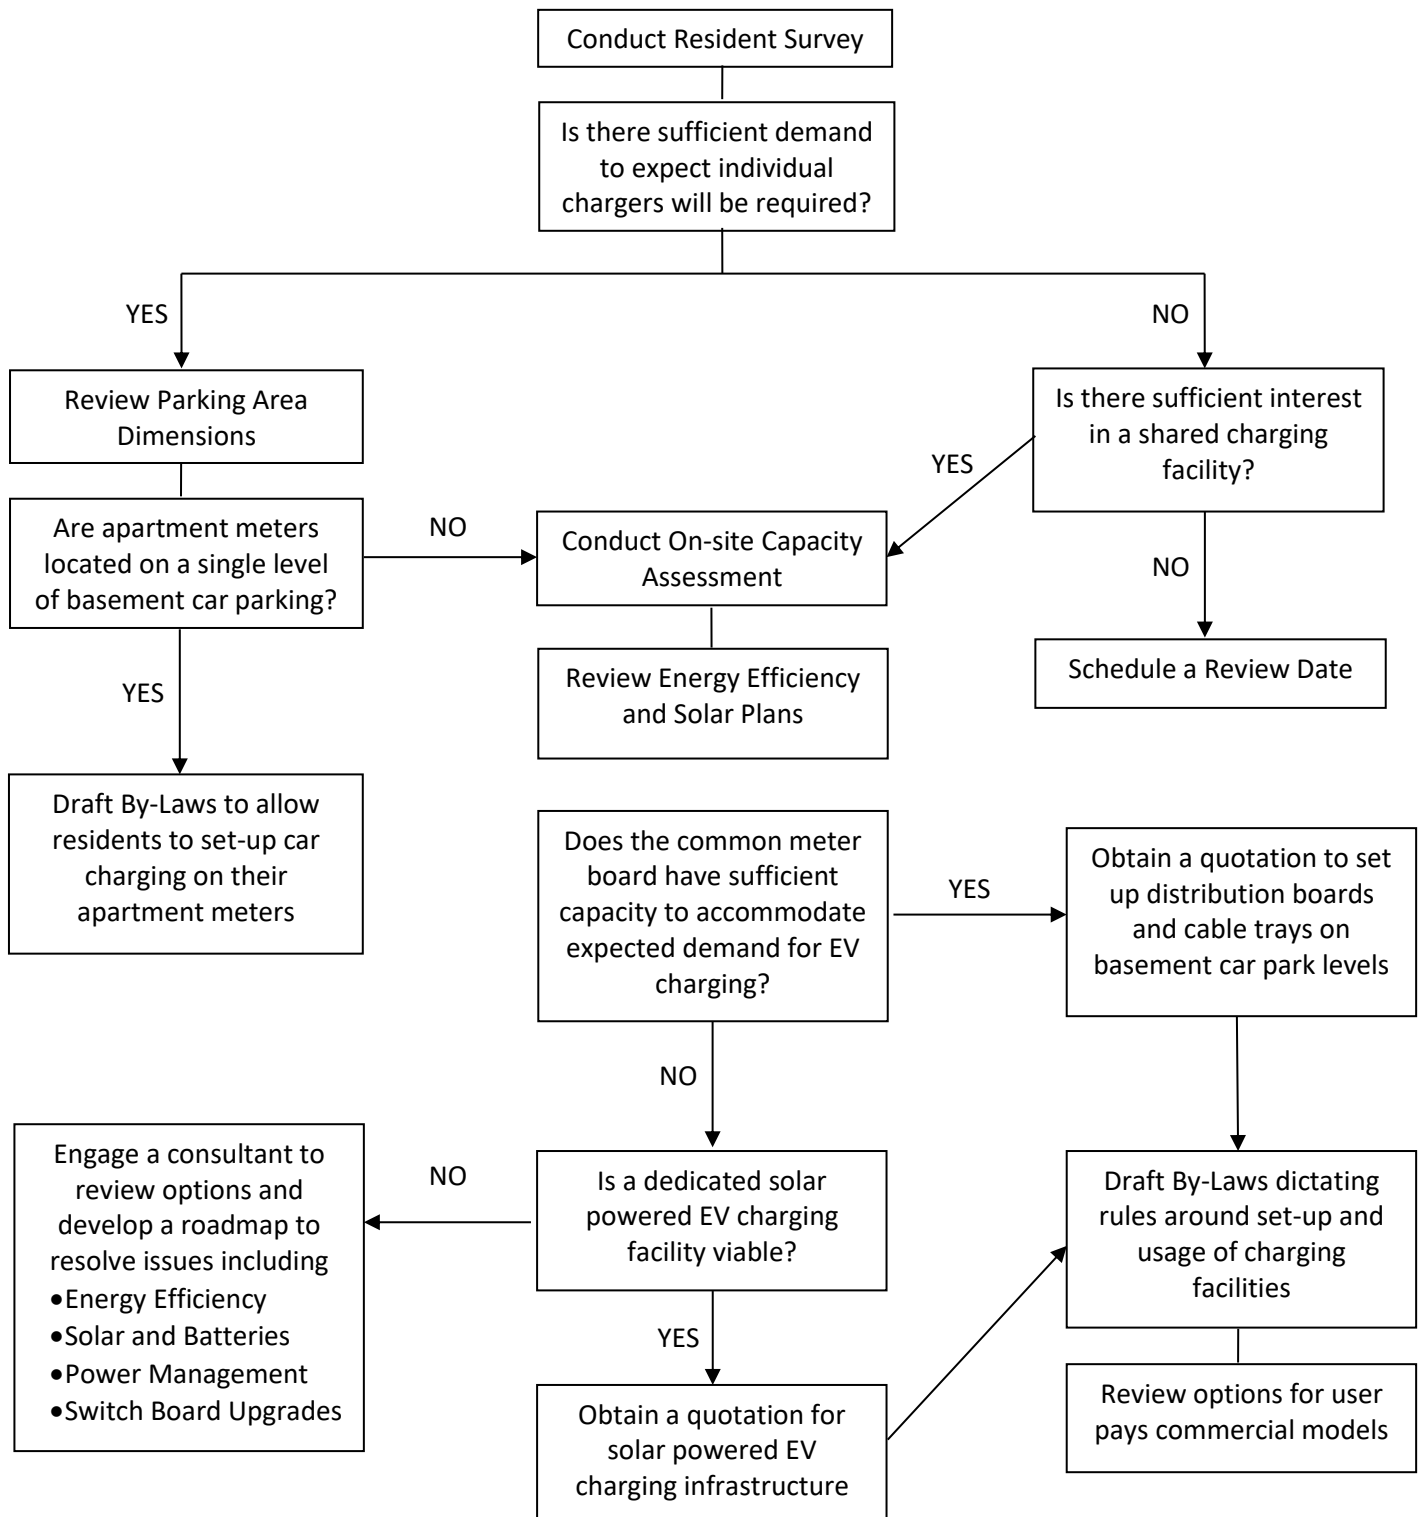 Conduct Resident Survey
Is there sufficient demand
to expect individual
chargers will be required?
YES
NO
Review Parking Area
Dimensions
Is there sufficient interest
in a shared charging
facility?
YES
Are apartment meters
located on a single level
of basement car parking?
NO
Conduct On-site Capacity
Assessment
NO
YES
Review Energy Efficiency
and Solar Plans
Schedule a Review Date
Draft By-Laws to allow
residents to set-up car
charging on their
apartment meters
Does the common meter
board have sufficient
capacity to accommodate
expected demand for EV
charging?
YES
Obtain a quotation to set
up distribution boards
and cable trays on
basement car park levels
NO
Engage a consultant to
review options and
develop a roadmap to
resolve issues including
•Energy Efficiency
•Solar and Batteries
•Power Management
•Switch Board Upgrades
NO
Is a dedicated solar
powered EV charging
facility viable?
Draft By-Laws dictating
rules around set-up and
usage of charging
facilities
YES
Obtain a quotation for
solar powered EV
charging infrastructure
Review options for user
pays commercial models